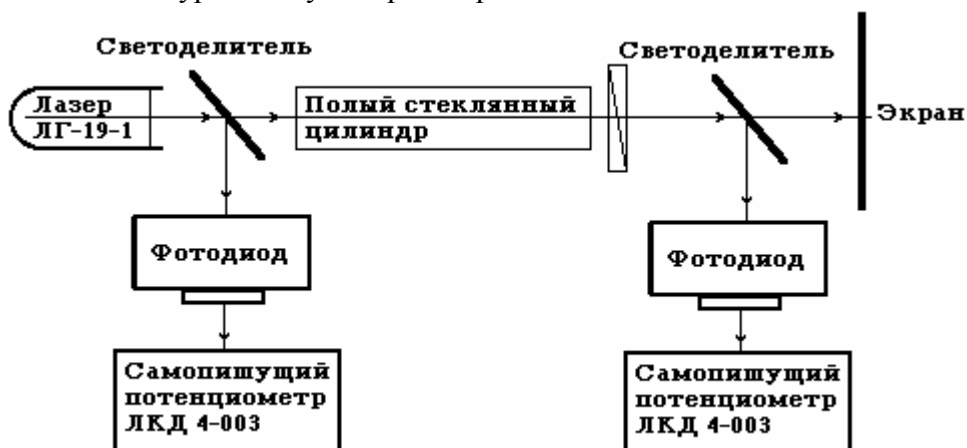 Светоделитель
Светоделитель
Лазер
ЛГ-19-1
Полый стеклянный
цилиндр
Экран
Фотодиод
Фотодиод
Самопишущий
потенциометр
ЛКД 4-003
Самопишущий
потенциометр
ЛКД 4-003